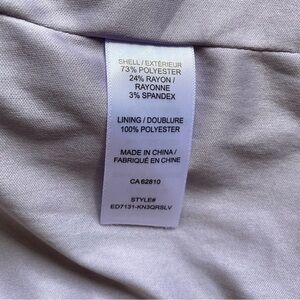 SHELL / EXTÉRIEUR
73% POLYESTER
24% RAYON /
RAYONNE
3% SPANDEX
LINING / DOUBLURE
100% POLYESTER
MADE IN CHINA /
FABRIQUÉ EN CHINE
CA 62810
STYLE#
ED7131-KN3QRSLV